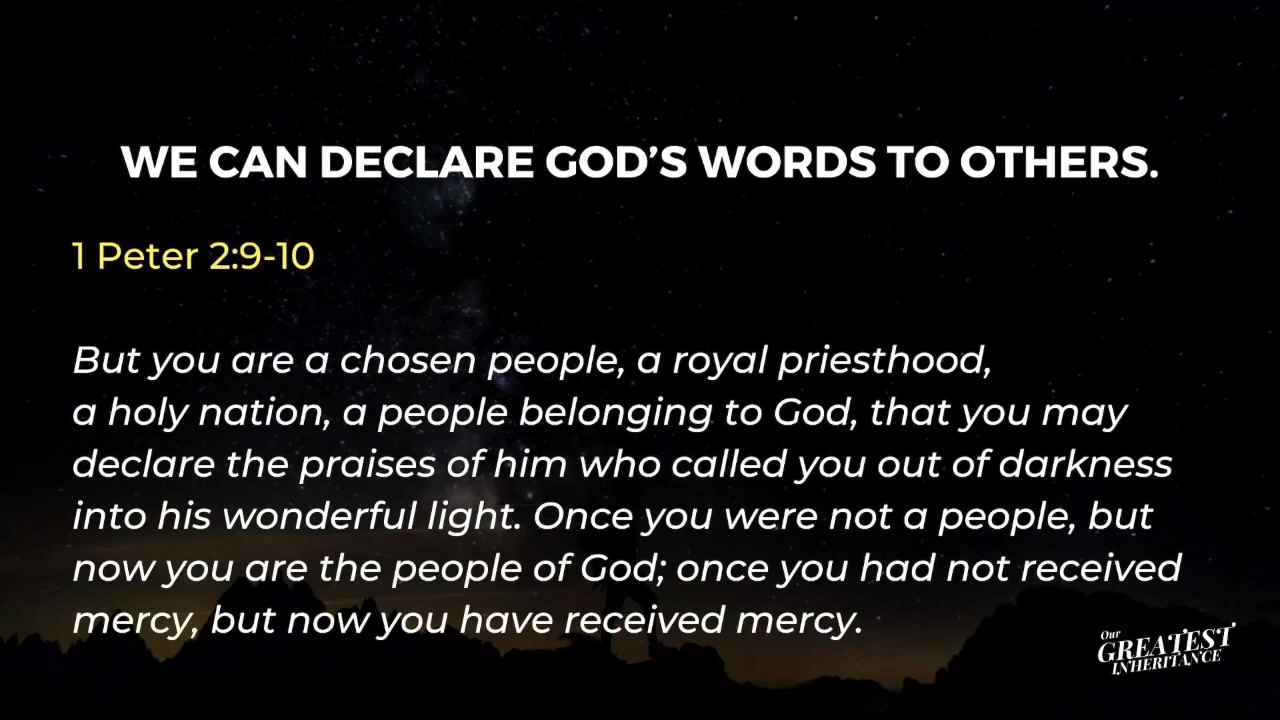 WE CAN DECLARE GOD’S WORDS TO OTHERS.
1 Peter 2:9-10
But you are a chosen people, a royal priesthood,
a holy nation, a people belonging to God, that you may
declare the praises of him who called you out of darkness
into his wonderful light. Once you were not a people, but
now you are the people of God; once you had not received
mercy, but now you have received mercy.
Our
GREATEST
INHERITANCE